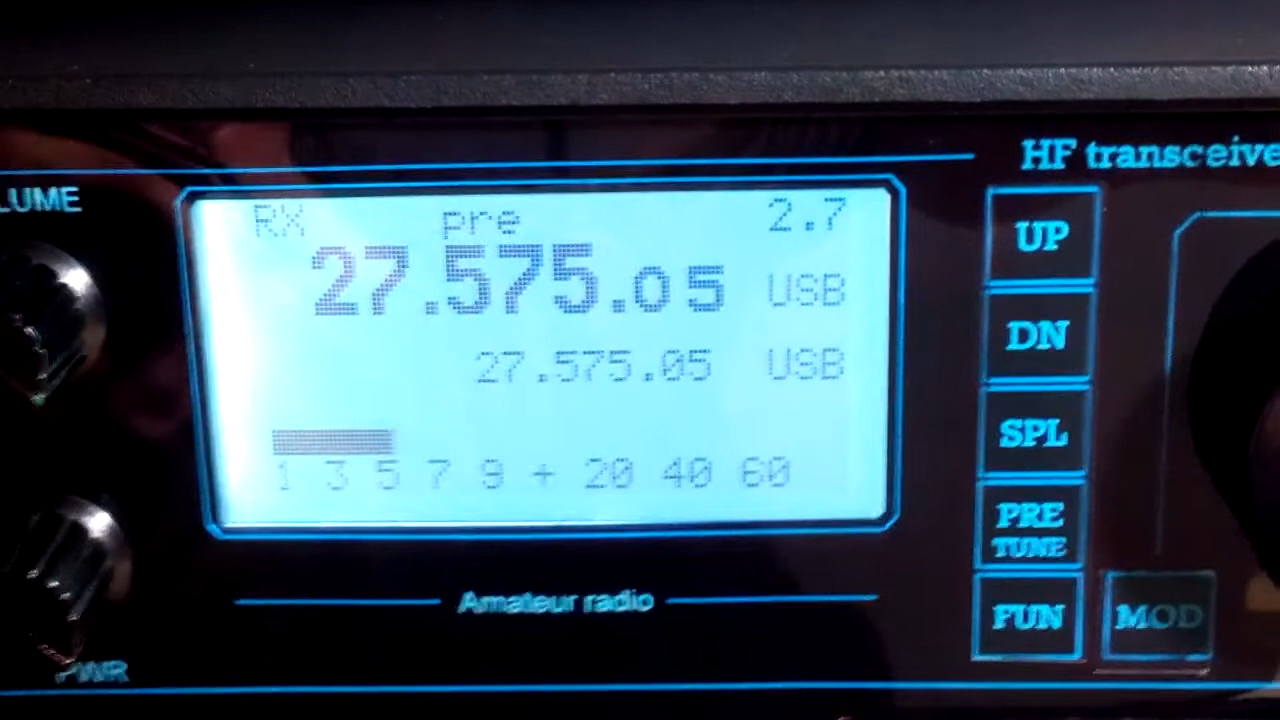 HF transceive
LUME
RX pre 2.7
27.575.05 USB
27.575.05 USB
1 3 5 7 9 + 20 40 60
UP
DN
SPL
PRE
TUNE
FUN
MOD
Amateur radio
PWR